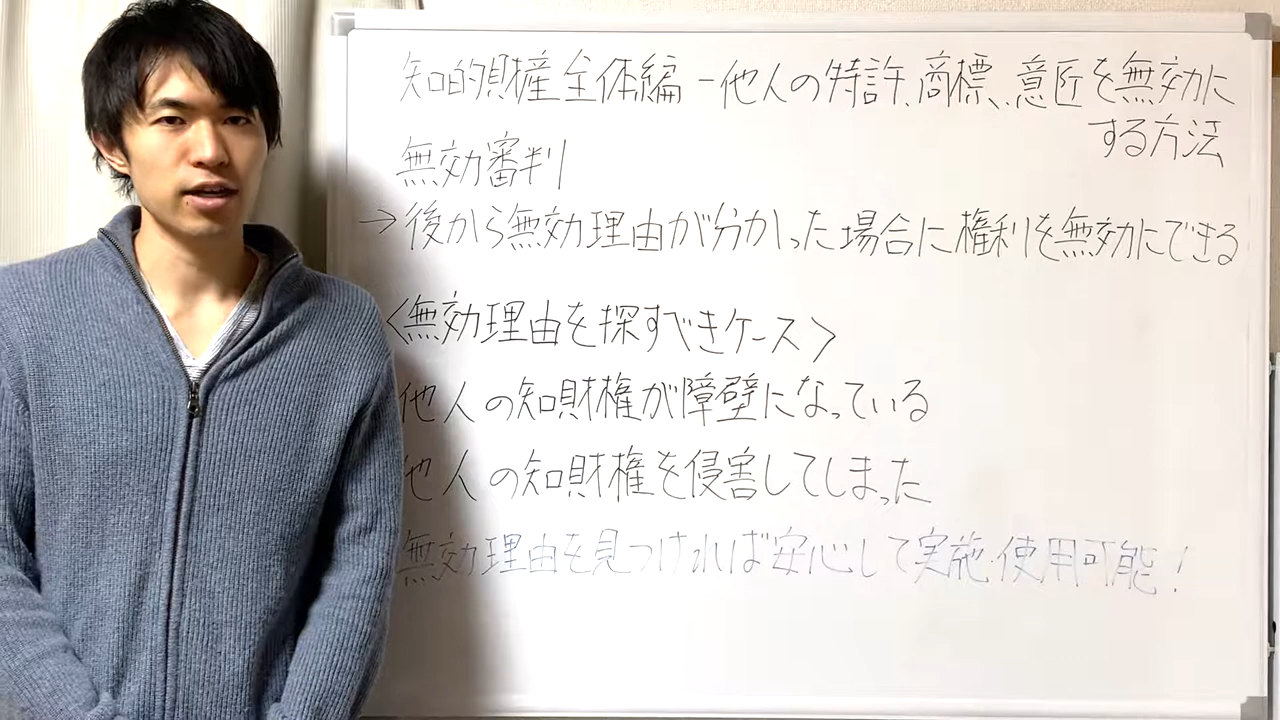 知的財産全体編 - 他人の特許、商標、意匠を無効に
する方法
無効審判
→後から無効理由が分かった場合に権利を無効にできる
<無効理由を探すべきケース>
他人の知財権が障壁になっている
他人の知財権を侵害してしまった
無効理由を見つければ安心して実施・使用可能!